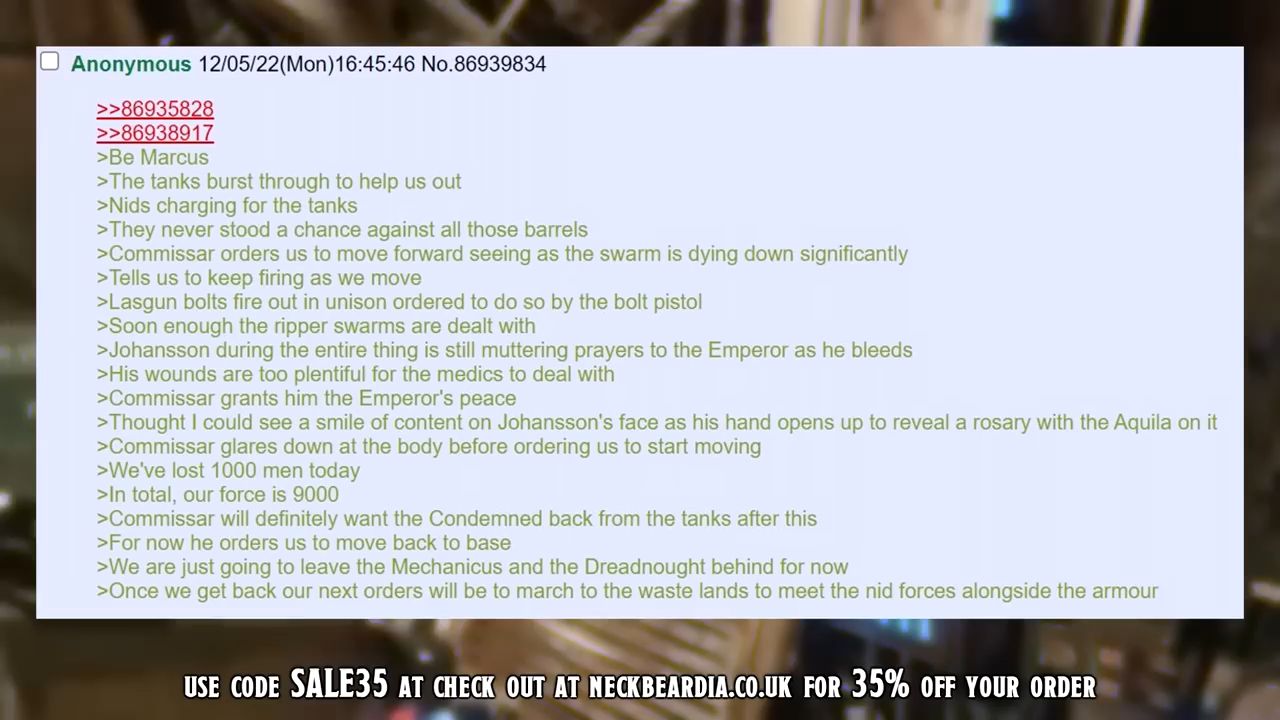 Anonymous 12/05/22(Mon)16:45:46 No.86939834
>>86935828
>>86938917
>Be Marcus
>The tanks burst through to help us out
>Nids charging for the tanks
>They never stood a chance against all those barrels
>Commissar orders us to move forward seeing as the swarm is dying down significantly
>Tells us to keep firing as we move
>Lasgun bolts fire out in unison ordered to do so by the bolt pistol
>Soon enough the ripper swarms are dealt with
>Johansson during the entire thing is still muttering prayers to the Emperor as he bleeds
>His wounds are too plentiful for the medics to deal with
>Commissar grants him the Emperor's peace
>Thought I could see a smile of content on Johansson's face as his hand opens up to reveal a rosary with the Aquila on it
>Commissar glares down at the body before ordering us to start moving
>We've lost 1000 men today
>In total, our force is 9000
>Commissar will definitely want the Condemned back from the tanks after this
>For now he orders us to move back to base
>We are just going to leave the Mechanicus and the Dreadnought behind for now
>Once we get back our next orders will be to march to the waste lands to meet the nid forces alongside the armour
USE CODE SALE35 AT CHECK OUT AT NECKBEARDIA.CO.UK FOR 35% OFF YOUR ORDER